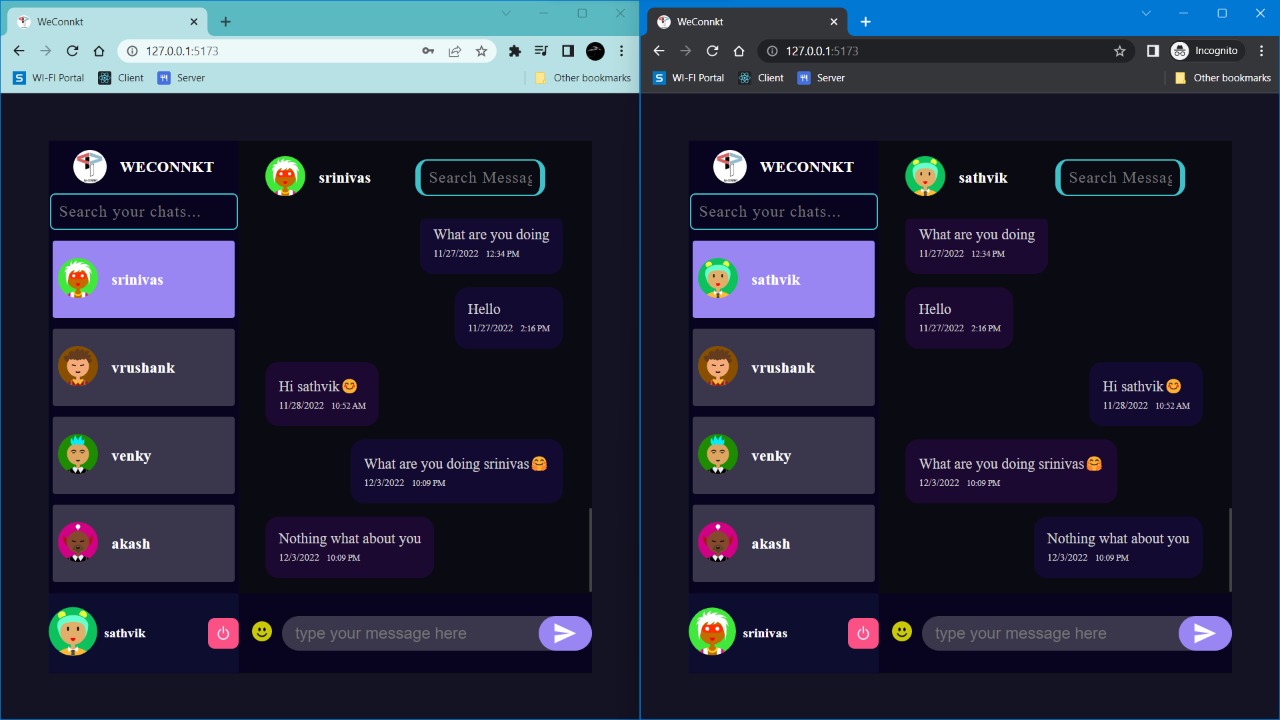 WeConnkt
127.0.0.1:5173
WI-FI Portal
Client
Server
Other bookmarks
WECONNKT
Search your chats...
srinivas
vrushank
venky
akash
sathvik
srinivas
Search Messag
What are you doing
11/27/2022 12:34 PM
Hello
11/27/2022 2:16 PM
Hi sathvik😊
11/28/2022 10:52 AM
What are you doing srinivas🤗
12/3/2022 10:09 PM
Nothing what about you
12/3/2022 10:09 PM
type your message here
WeConnkt
127.0.0.1:5173
Incognito
WI-FI Portal
Client
Server
Other bookmarks
WECONNKT
Search your chats...
sathvik
vrushank
venky
akash
srinivas
sathvik
Search Messag
What are you doing
11/27/2022 12:34 PM
Hello
11/27/2022 2:16 PM
Hi sathvik😊
11/28/2022 10:52 AM
What are you doing srinivas🤗
12/3/2022 10:09 PM
Nothing what about you
12/3/2022 10:09 PM
type your message here